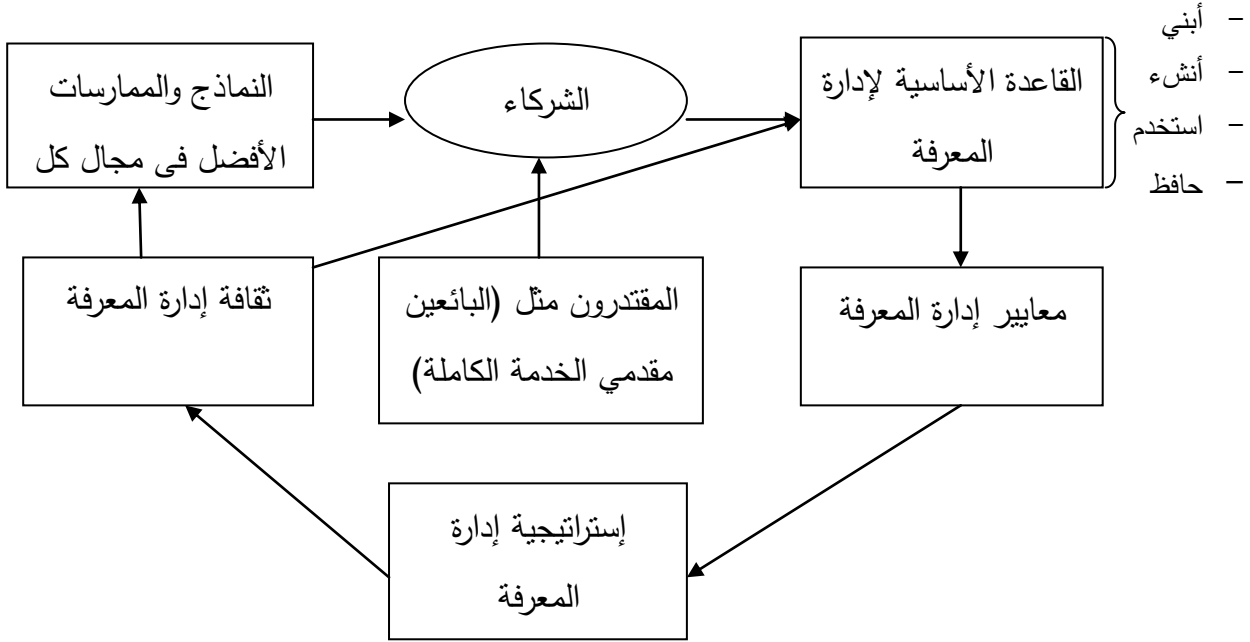 – أبني
– أنشء
– استخدم
– حافظ
القاعدة الأساسية لإدارة
المعرفة
الشركاء
النماذج والممارسات
الأفضل فى مجال كل
معايير إدارة المعرفة
المقتدرون مثل (البائعين
مقدمي الخدمة الكاملة)
ثقافة إدارة المعرفة
إستراتيجية إدارة
المعرفة